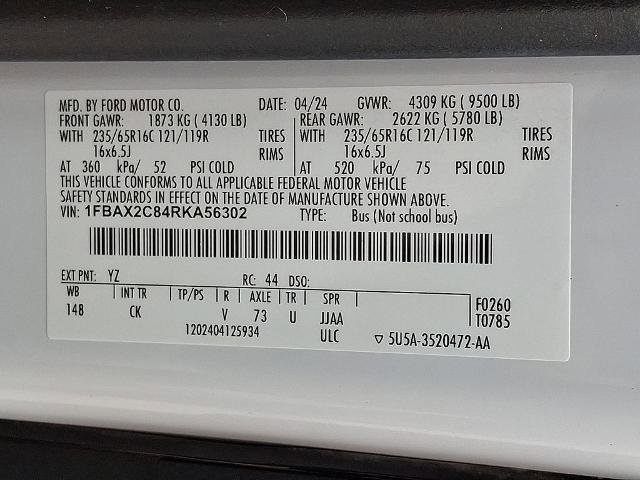 MFD. BY FORD MOTOR CO. DATE: 04/24 GVWR: 4309 KG ( 9500 LB)
FRONT GAWR: 1873 KG ( 4130 LB) REAR GAWR: 2622 KG ( 5780 LB)
WITH 235/65R16C 121/119R TIRES WITH 235/65R16C 121/119R TIRES
16x6.5J RIMS 16x6.5J RIMS
AT 360 kPa/ 52 PSI COLD AT 520 kPa/ 75 PSI COLD
THIS VEHICLE CONFORMS TO ALL APPLICABLE FEDERAL MOTOR VEHICLE
SAFETY STANDARDS IN EFFECT ON THE DATE OF MANUFACTURE SHOWN ABOVE.
VIN: 1FBAX2C84RKA56302 TYPE: Bus (Not school bus)
EXT PNT: YZ RC: 44 DSO:
WB INT TR TP/PS R AXLE TR SPR F0260
148 CK V 73 U JJAA T0785
1202404125934 ULC ▽ 5U5A-3520472-AA